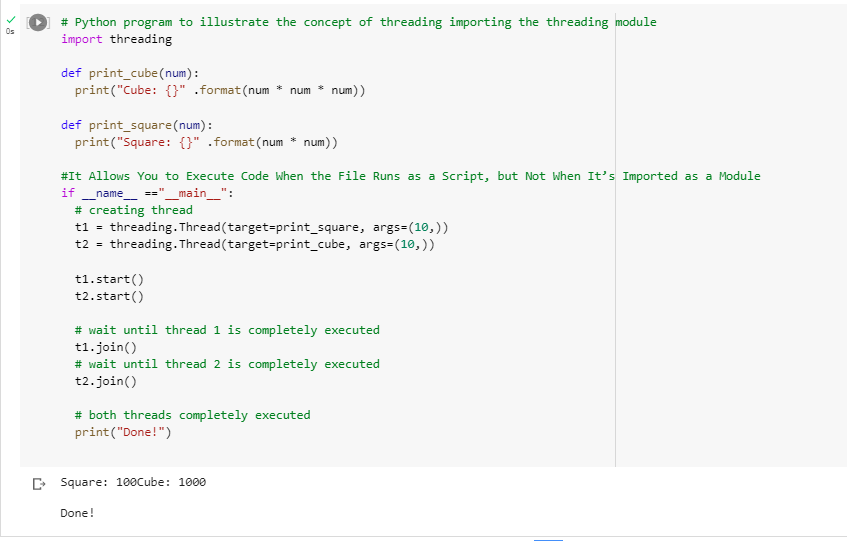 0s
# Python program to illustrate the concept of threading importing the threading module
import threading
def print_cube(num):
print("Cube: {}" .format(num * num * num))
def print_square(num):
print("Square: {}" .format(num * num))
#It Allows You to Execute Code When the File Runs as a Script, but Not When It’s Imported as a Module
if __name__ =="__main__":
# creating thread
t1 = threading.Thread(target=print_square, args=(10,))
t2 = threading.Thread(target=print_cube, args=(10,))
t1.start()
t2.start()
# wait until thread 1 is completely executed
t1.join()
# wait until thread 2 is completely executed
t2.join()
# both threads completely executed
print("Done!")
Square: 100Cube: 1000
Done!